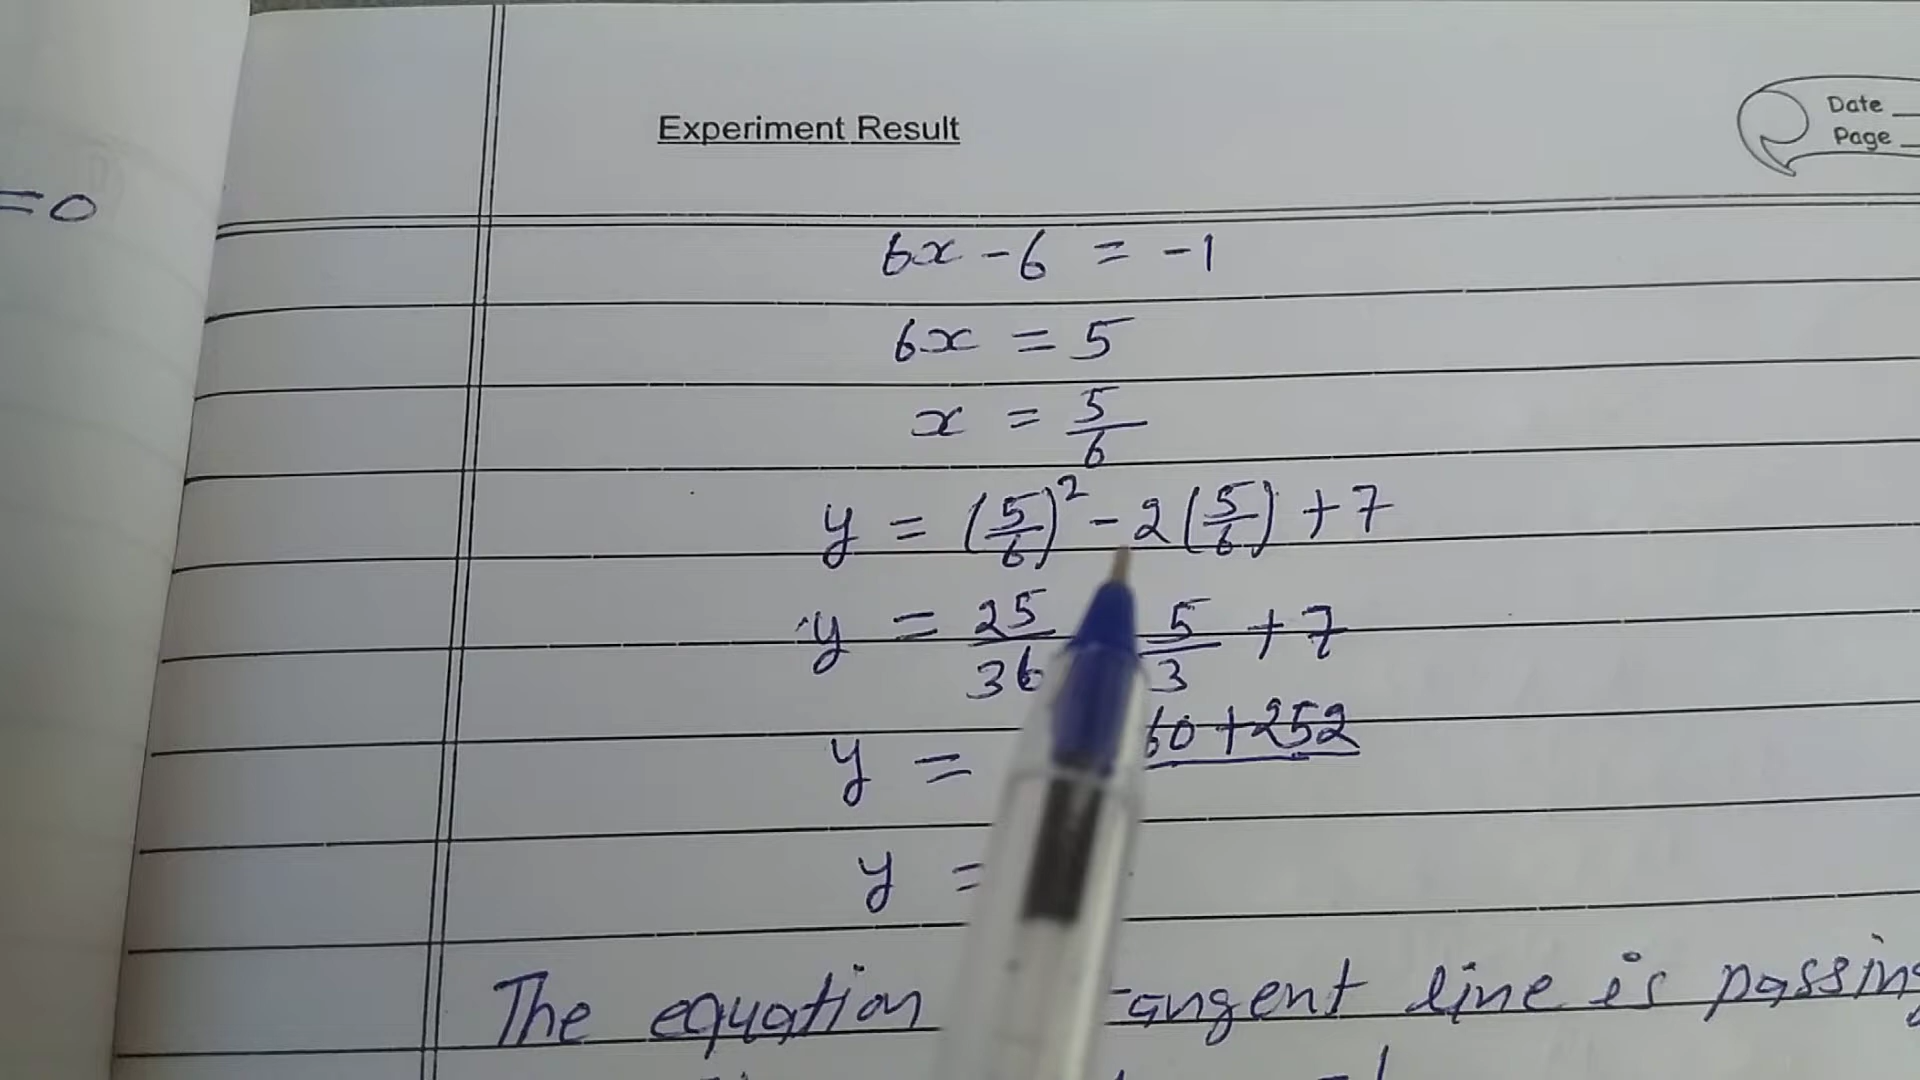 Experiment Result
Date
Page
=0
6x - 6 = -1
6x = 5
x = 5/6
y = (5/6)² - 2(5/6) + 7
y = 25/36 5/3 + 7
y = 60 + 252
y =
The equation tangent line is passing